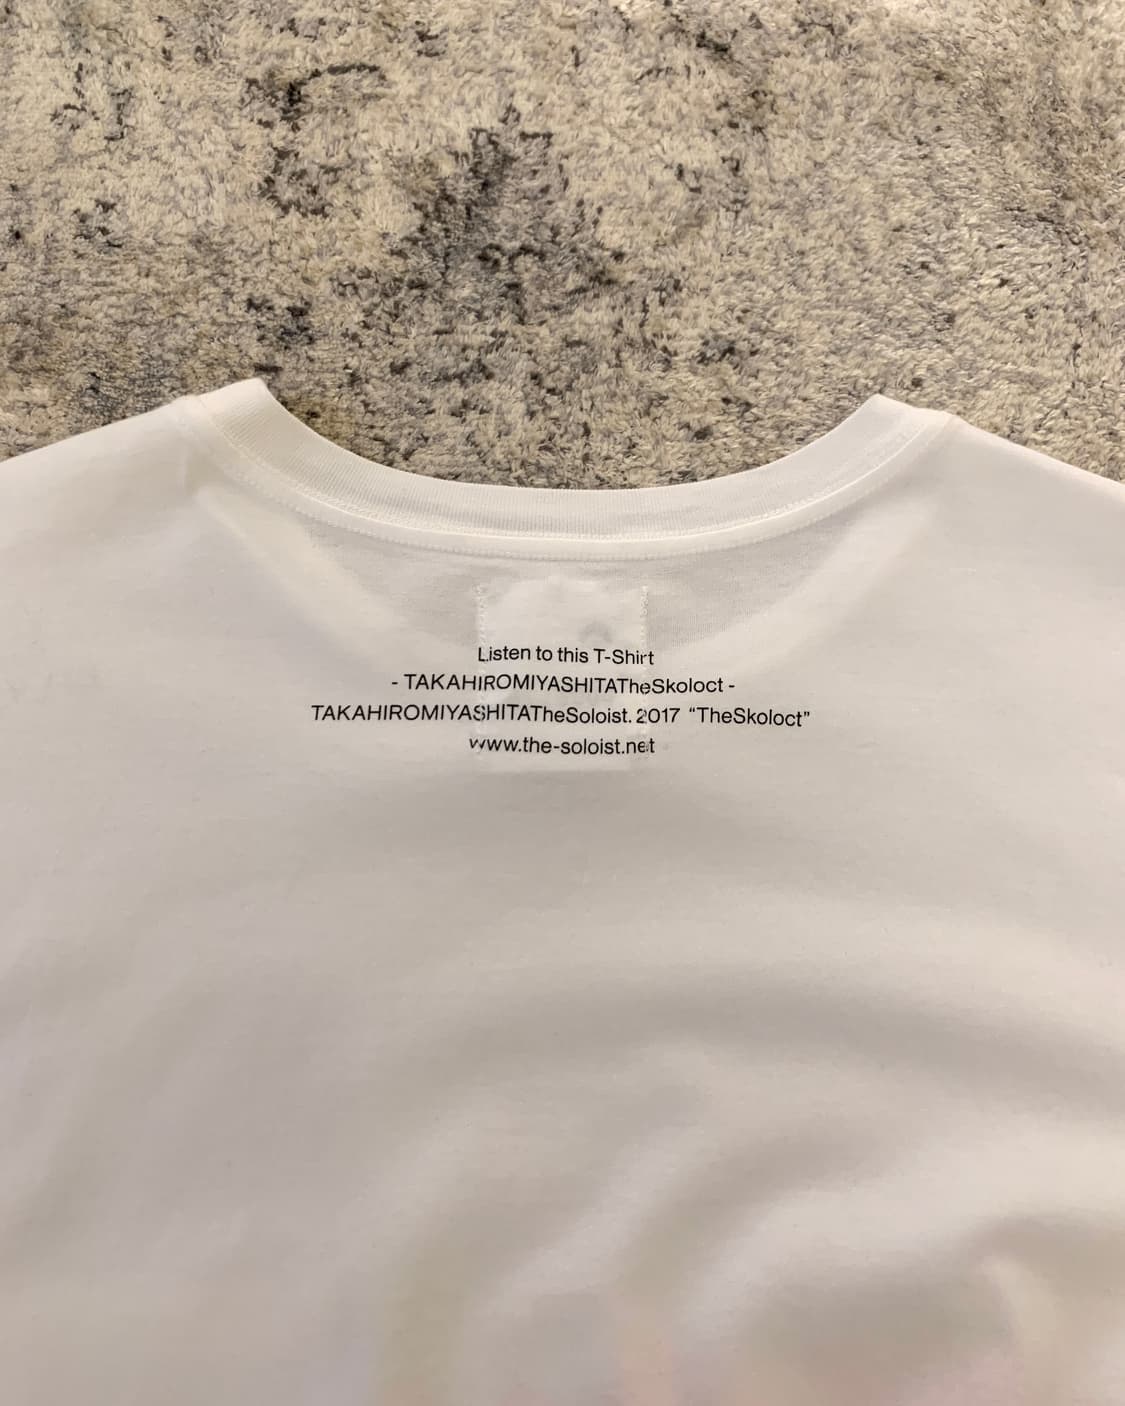 Listen to this T-Shirt
- TAKAHIROMIYASHITATheSkoloct -
TAKAHIROMIYASHITATheSoloist. 2017 “TheSkoloct”
www.the-soloist.net